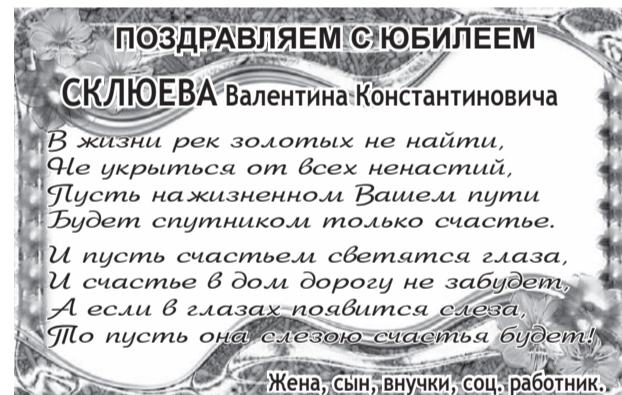 ПОЗДРАВЛЯЕМ С ЮБИЛЕЕМ
СКЛЮЕВА Валентина Константиновича
В жизни рек золотых не найти,
Не укрыться от всех ненастий,
Пусть на жизненном Вашем пути
Будет спутником только счастье.
И пусть счастьем светятся глаза,
И счастье в дом дорогу не забудет,
А если в глазах появится слеза,
То пусть она слезою счастья будет!
Жена, сын, внучки, соц. работник.